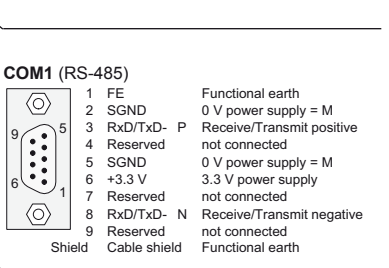 COM1 (RS-485)
1 FE Functional earth
2 SGND 0 V power supply = M
3 RxD/TxD- P Receive/Transmit positive
4 Reserved not connected
5 SGND 0 V power supply = M
6 +3.3 V 3.3 V power supply
7 Reserved not connected
8 RxD/TxD- N Receive/Transmit negative
9 Reserved not connected
Shield Cable shield Functional earth
9 5
6 1